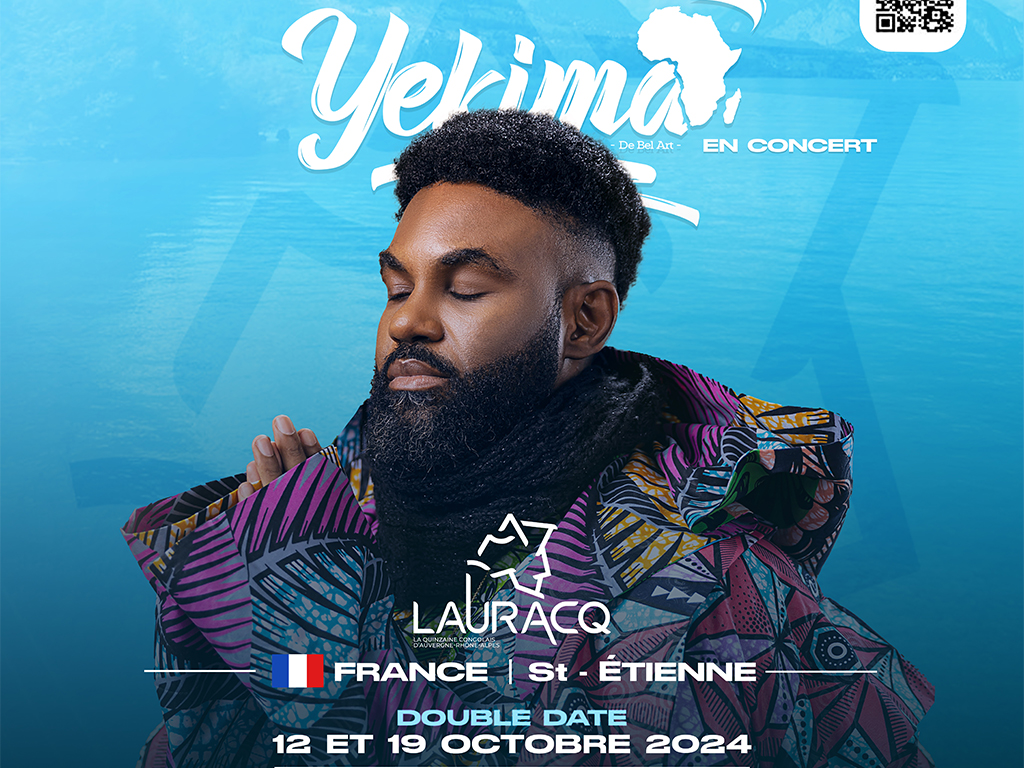 Yekima
- De Bel Art -
EN CONCERT
LAURACQ
LA QUINZAINE CONGOLAIS
D'AUVERGNE-RHÔNE-ALPES
FRANCE | St - ÉTIENNE
DOUBLE DATE
12 ET 19 OCTOBRE 2024